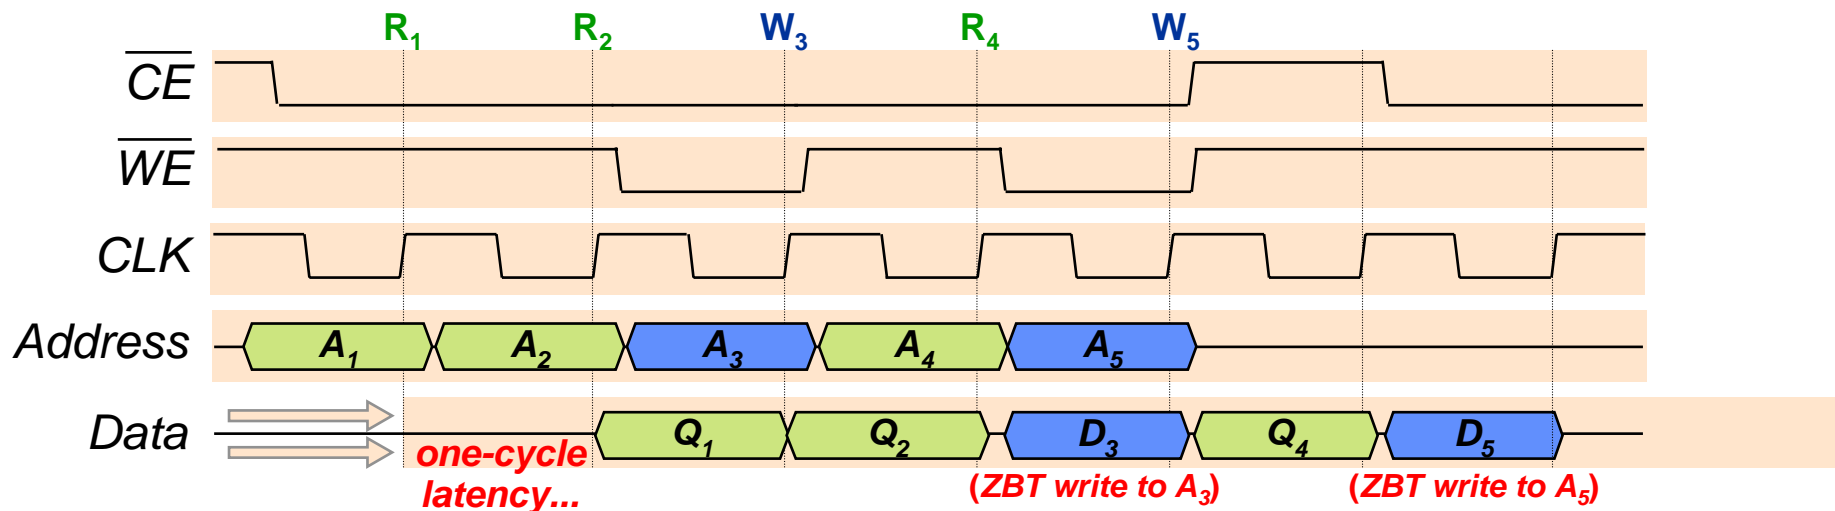 R1 R2 W3 R4 W5
CE
WE
CLK
Address A1 A2 A3 A4 A5
Data Q1 Q2 D3 Q4 D5
one-cycle
latency...
(ZBT write to A3) (ZBT write to A5)